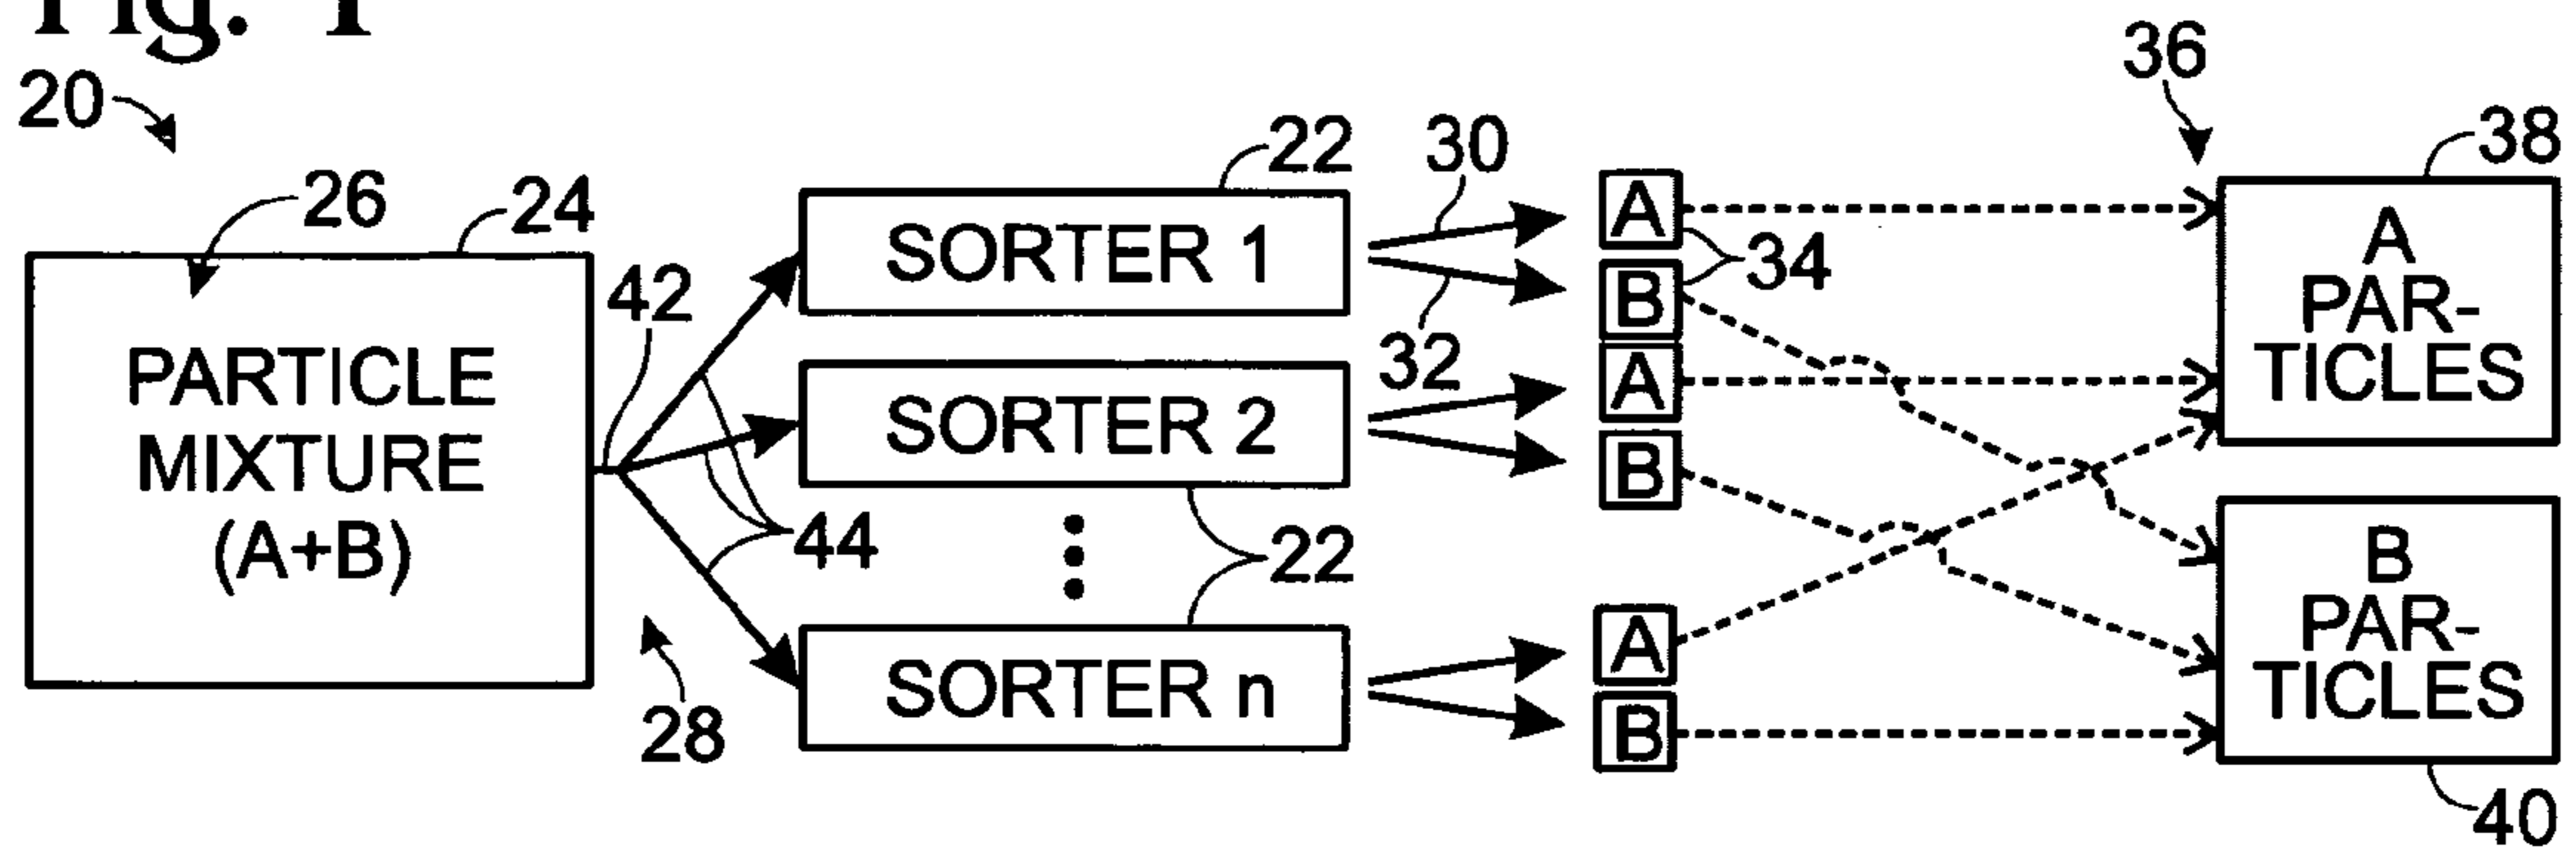 Fig. 1
20
26
24
42
44
28
PARTICLE
MIXTURE
(A+B)
22
SORTER 1
SORTER 2
22
SORTER n
30
32
A
B
34
A
B
A
B
36
38
A
PAR-
TICLES
B
PAR-
TICLES
40